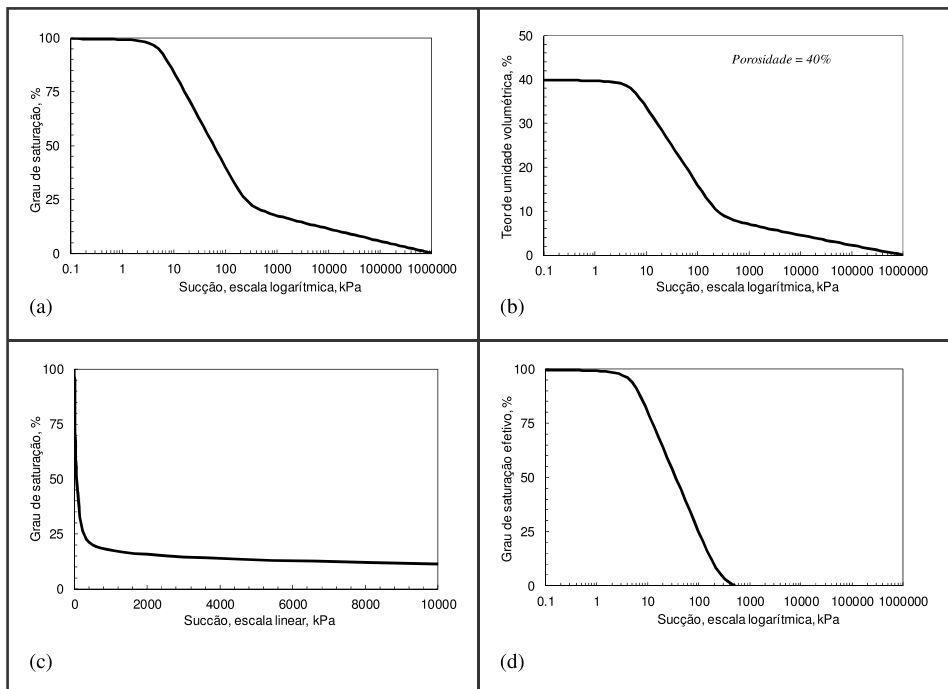 100
75
50
25
0
Grau de saturação, %
0.1 1 10 100 1000 10000 100000 1000000
Sucção, escala logarítmica, kPa
(a)
50
40
30
20
10
0
Teor de umidade volumétrica, %
Porosidade = 40%
0.1 1 10 100 1000 10000 100000 1000000
Sucção, escala logarítmica, kPa
(b)
100
75
50
25
0
Grau de saturação, %
0 2000 4000 6000 8000 10000
Succão, escala linear, kPa
(c)
100
75
50
25
0
Grau de saturação efetivo, %
0.1 1 10 100 1000 10000 100000 1000000
Sucção, escala logarítmica, kPa
(d)